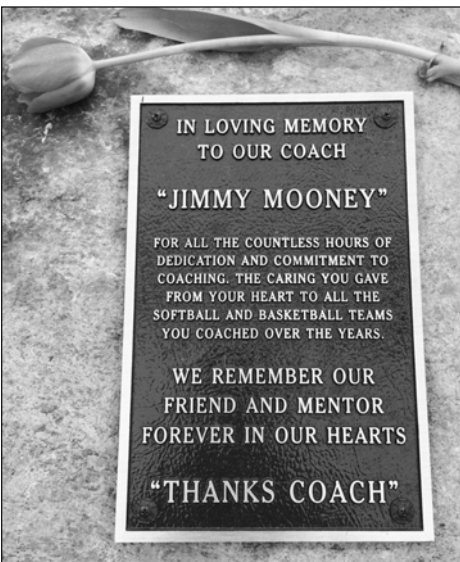 IN LOVING MEMORY
TO OUR COACH
“JIMMY MOONEY”
FOR ALL THE COUNTLESS HOURS OF
DEDICATION AND COMMITMENT TO
COACHING. THE CARING YOU GAVE
FROM YOUR HEART TO ALL THE
SOFTBALL AND BASKETBALL TEAMS
YOU COACHED OVER THE YEARS.
WE REMEMBER OUR
FRIEND AND MENTOR
FOREVER IN OUR HEARTS
“THANKS COACH”